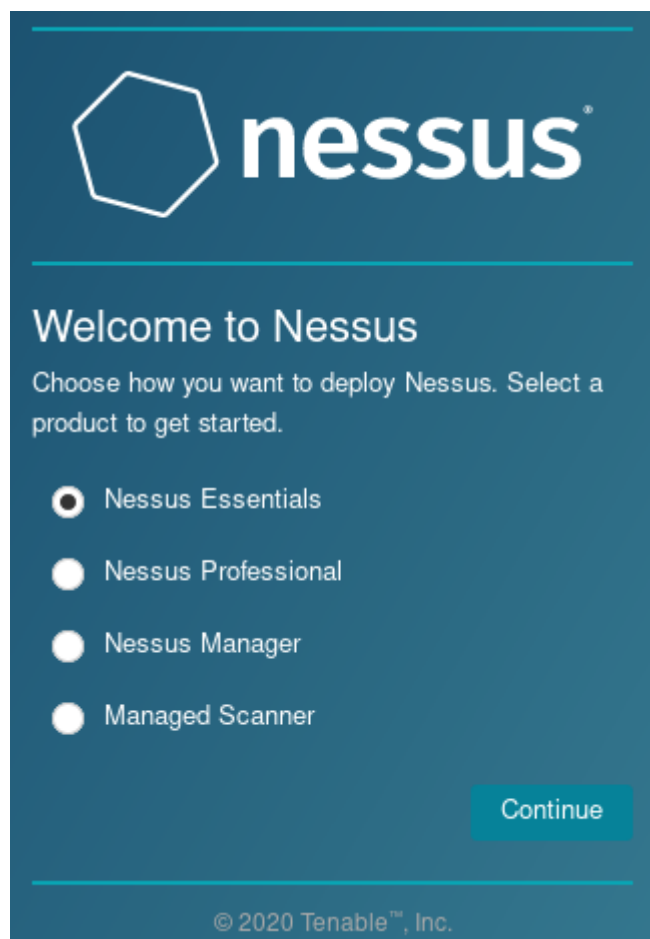 nessus®
Welcome to Nessus
Choose how you want to deploy Nessus. Select a
product to get started.
Nessus Essentials
Nessus Professional
Nessus Manager
Managed Scanner
Continue
© 2020 Tenable™, Inc.